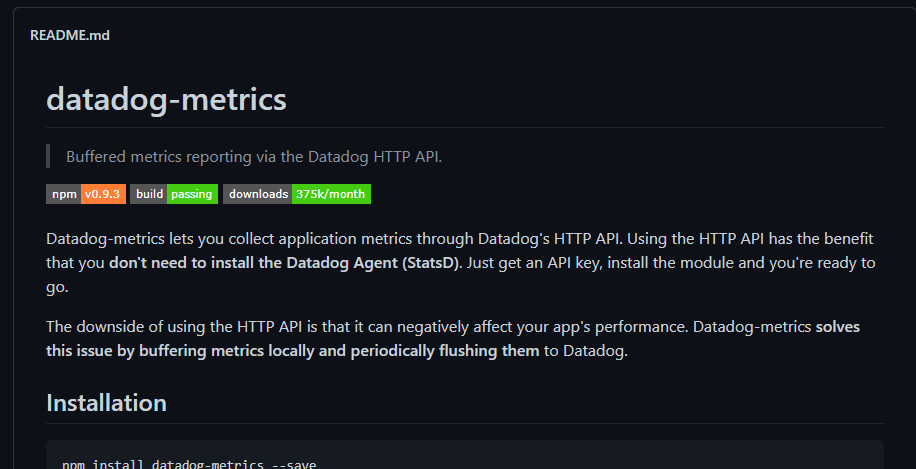 README.md
datadog-metrics
Buffered metrics reporting via the Datadog HTTP API.
npm v0.9.3 build passing downloads 375k/month
Datadog-metrics lets you collect application metrics through Datadog's HTTP API. Using the HTTP API has the benefit
that you don't need to install the Datadog Agent (StatsD). Just get an API key, install the module and you're ready to
go.
The downside of using the HTTP API is that it can negatively affect your app's performance. Datadog-metrics solves
this issue by buffering metrics locally and periodically flushing them to Datadog.
Installation
npm install datadog-metrics --save